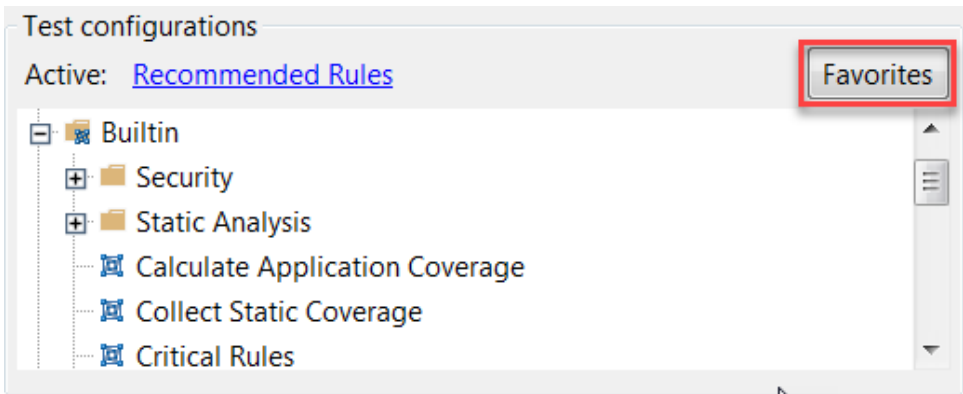 Test configurations
Active: Recommended Rules Favorites
Builtin
Security
Static Analysis
Calculate Application Coverage
Collect Static Coverage
Critical Rules